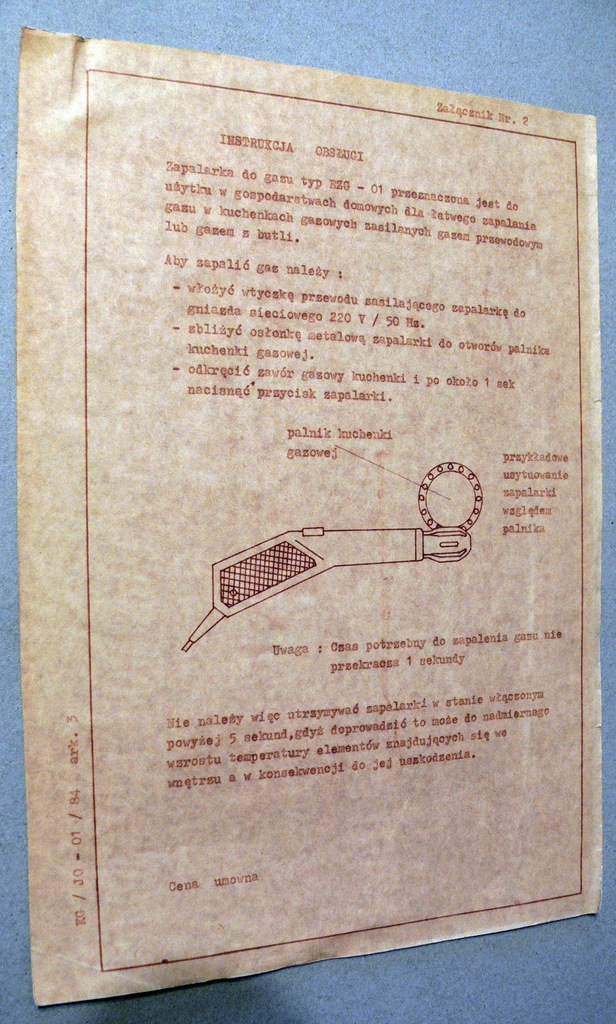 Załącznik Nr. 2
INSTRUKCJA OBSŁUGI
Zapalarka do gazu typ EZG - 01 przeznaczona jest do
użytku w gospodarstwach domowych dla łatwego zapalania
gazu w kuchenkach gazowych zasilanych gazem przewodowym
lub gazem z butli.
Aby zapalić gaz należy :
- włożyć wtyczkę przewodu zasilającego zapalarkę do
gniazda sieciowego 220 V / 50 Hz.
- zbliżyć osłonkę metalową zapalarki do otworów palnika
kuchenki gazowej.
- odkręcić zawór gazowy kuchenki i po około 1 sek
nacisnąć przycisk zapalarki.
palnik kuchenki
gazowej
przykładowe
usytuowanie
zapalarki
względem
palnika
Uwaga : Czas potrzebny do zapalenia gazu nie
przekracza 1 sekundy
Nie należy więc utrzymywać zapalarki w stanie włączonym
powyżej 5 sekund,gdyż doprowadzić to może do nadmiernego
wzrostu temperatury elementów znajdujących się we
wnętrzu a w konsekwencji do jej uszkodzenia.
Cena umowna
KG / JO - 01 / 84 ark. 3